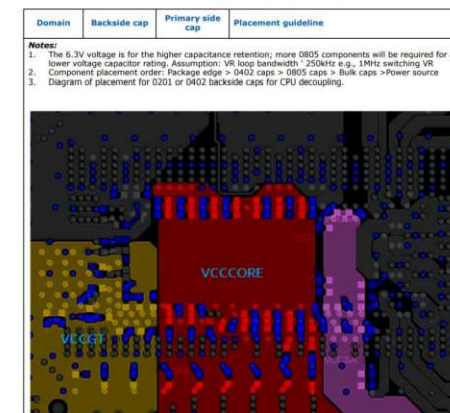 Domain
Backside cap
Primary side
cap
Placement guideline
Notes:
1. The 6.3V voltage is for the higher capacitance retention; more 0805 components will be required for
lower voltage capacitor rating. Assumption: VR loop bandwidth ' 250kHz e.g., 1MHz switching VR
2. Component placement order: Package edge > 0402 caps > 0805 caps > Bulk caps >Power source
3. Diagram of placement for 0201 or 0402 backside caps for CPU decoupling.
VCCCORE
VCCGT